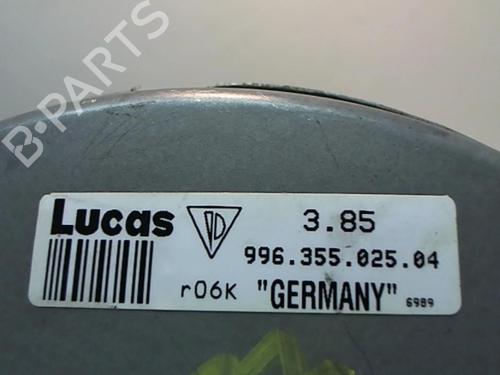 B-PARTS
Lucas 3.85
996.355.025.04
r06K "GERMANY" 6989